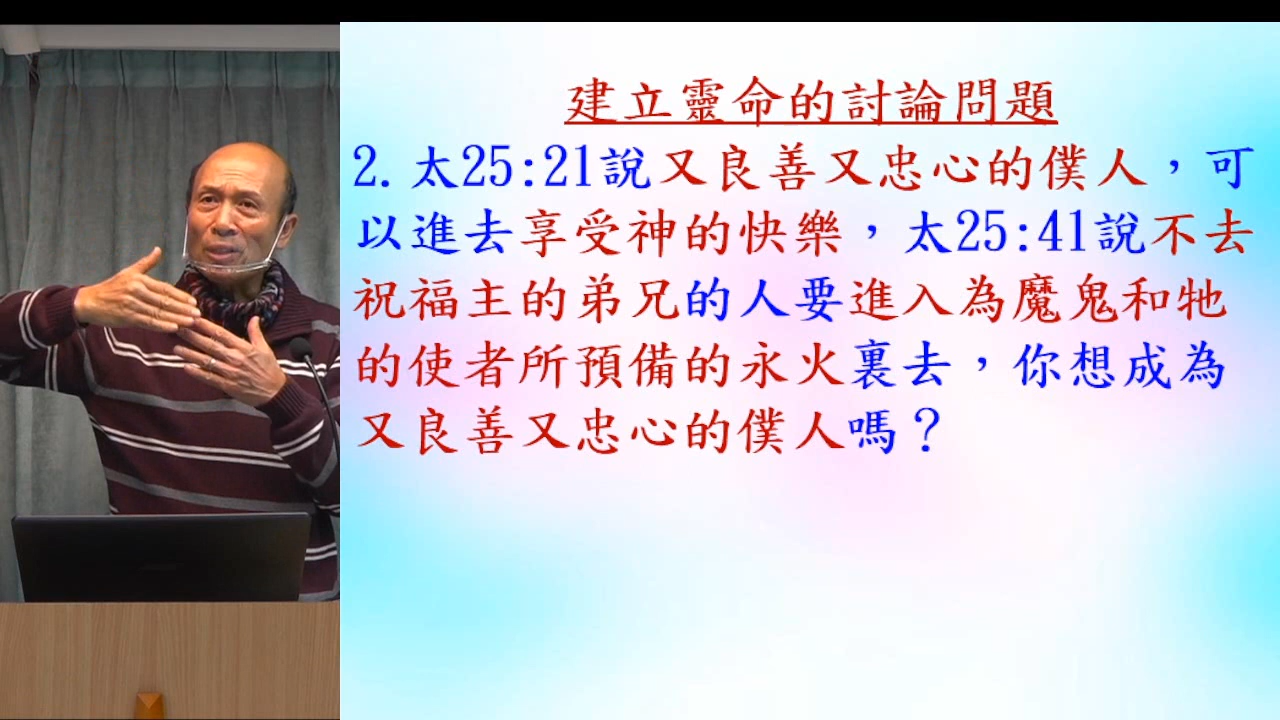 建立靈命的討論問題
2. 太25:21說又良善又忠心的僕人，可
以進去享受神的快樂，太25:41說不去
祝福主的弟兄的人要進入為魔鬼和牠
的使者所預備的永火裏去，你想成為
又良善又忠心的僕人嗎？